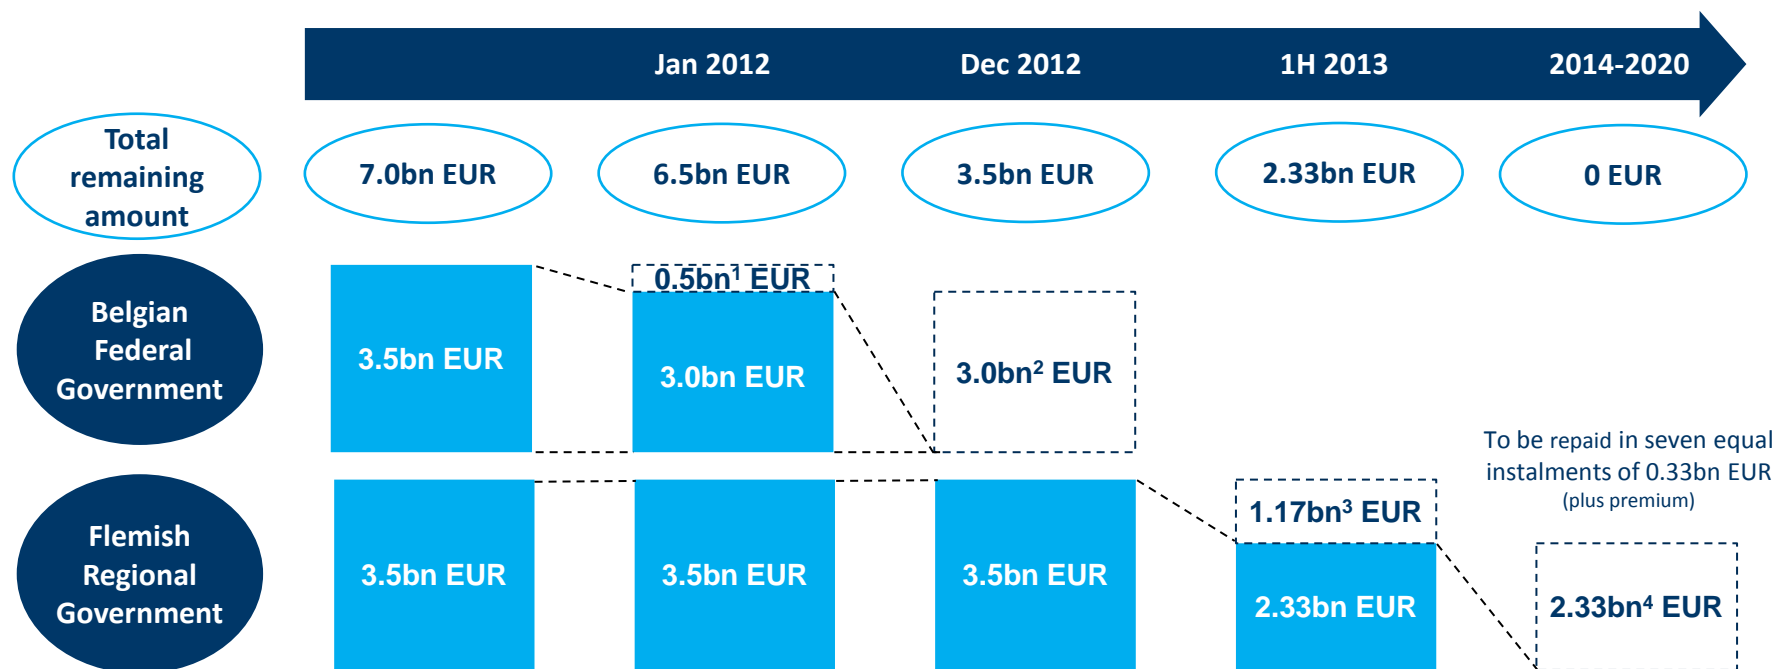 Jan 2012
Dec 2012
1H 2013
2014-2020
Total
remaining
amount
7.0bn EUR
6.5bn EUR
3.5bn EUR
2.33bn EUR
0 EUR
Belgian
Federal
Government
3.5bn EUR
0.5bn¹ EUR
3.0bn EUR
3.0bn² EUR
To be repaid in seven equal
instalments of 0.33bn EUR
(plus premium)
Flemish
Regional
Government
3.5bn EUR
3.5bn EUR
3.5bn EUR
1.17bn³ EUR
2.33bn EUR
2.33bn⁴ EUR